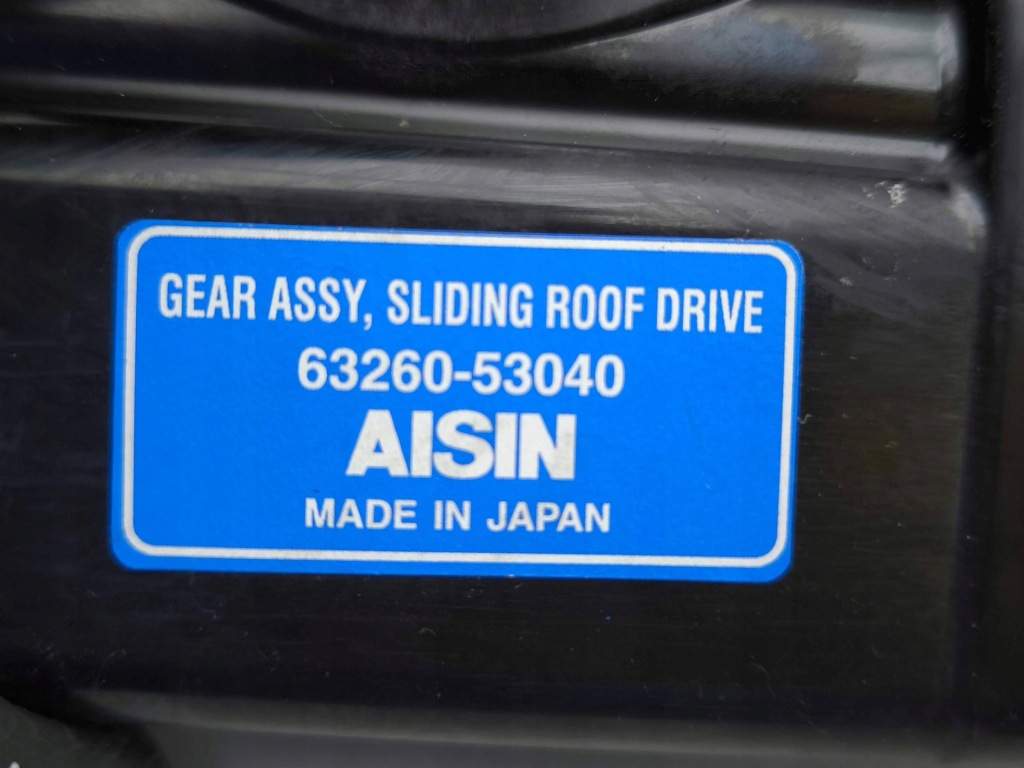 GEAR ASSY, SLIDING ROOF DRIVE
63260-53040
AISIN
MADE IN JAPAN